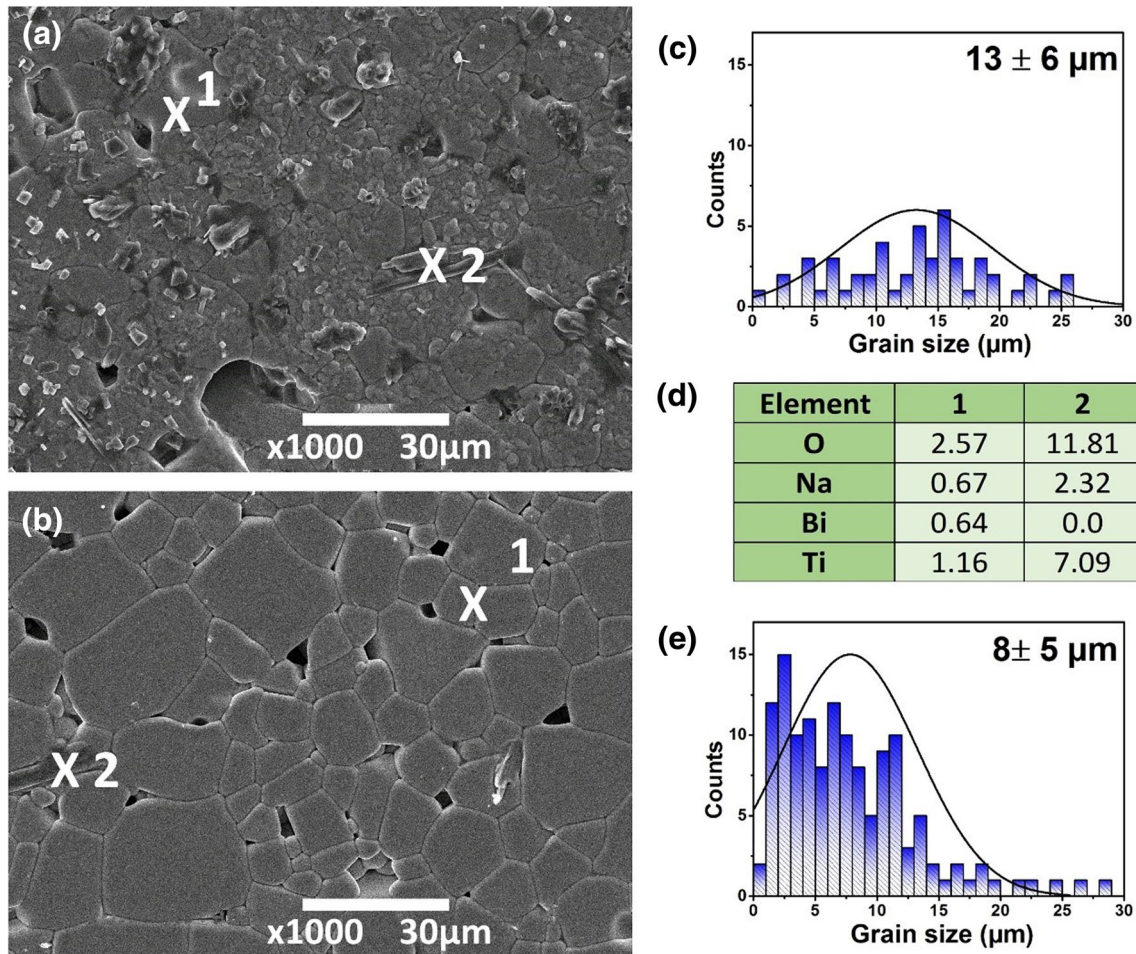 (a)
1
X
X 2
x1000 30μm
(b)
1
X
X 2
x1000 30μm
(c)
13 ± 6 μm
15
10
5
0
Counts
0 5 10 15 20 25 30
Grain size (μm)
(d)
Element 1 2
O 2.57 11.81
Na 0.67 2.32
Bi 0.64 0.0
Ti 1.16 7.09
(e)
8± 5 μm
15
10
5
0
Counts
0 5 10 15 20 25 30
Grain size (μm)